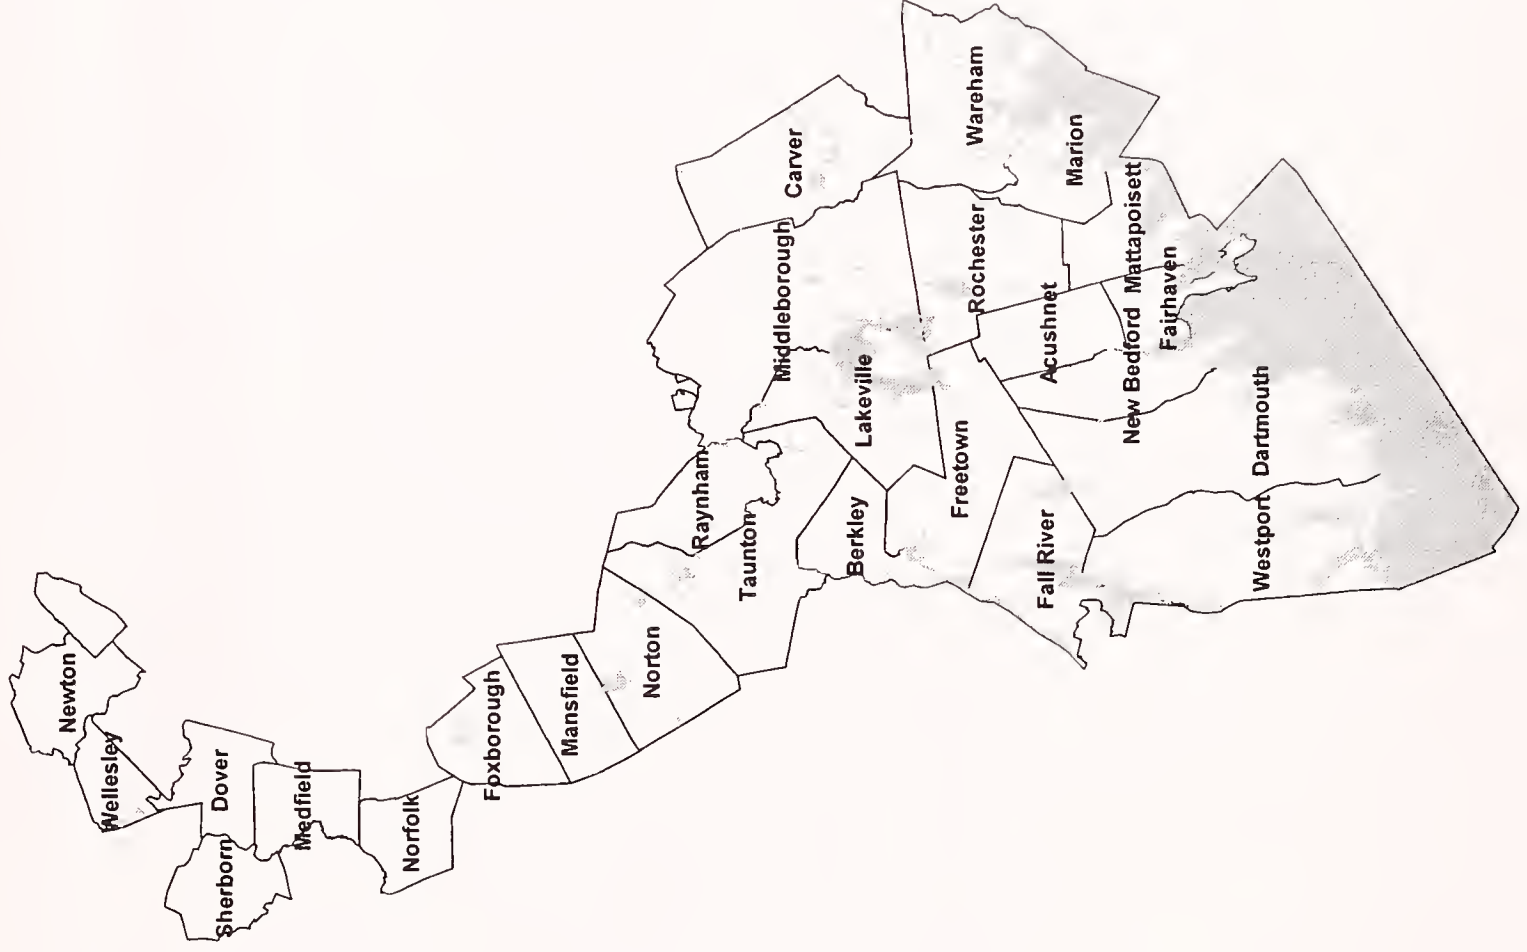 Newton
Wellesley
Dover
Sherborn
Medfield
Norfolk
Foxborough
Mansfield
Norton
Raynham
Taunton
Berkley
Middleborough
Carver
Lakeville
Wareham
Marion
Rochester
Freetown
Acushnet
Mattapoisett
Fall River
New Bedford
Fairhaven
Dartmouth
Westport